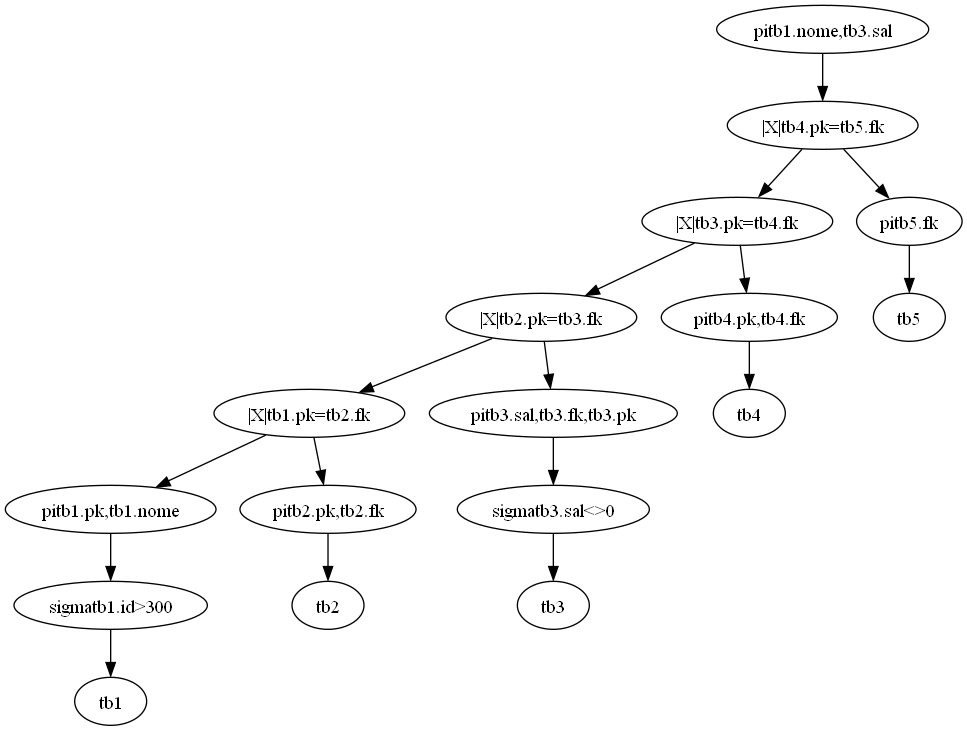 pitb1.nome,tb3.sal
|X|tb4.pk=tb5.fk
|X|tb3.pk=tb4.fk
pitb5.fk
|X|tb2.pk=tb3.fk
pitb4.pk,tb4.fk
tb5
|X|tb1.pk=tb2.fk
pitb3.sal,tb3.fk,tb3.pk
tb4
pitb1.pk,tb1.nome
pitb2.pk,tb2.fk
sigmatb3.sal<>0
sigmatb1.id>300
tb2
tb3
tb1